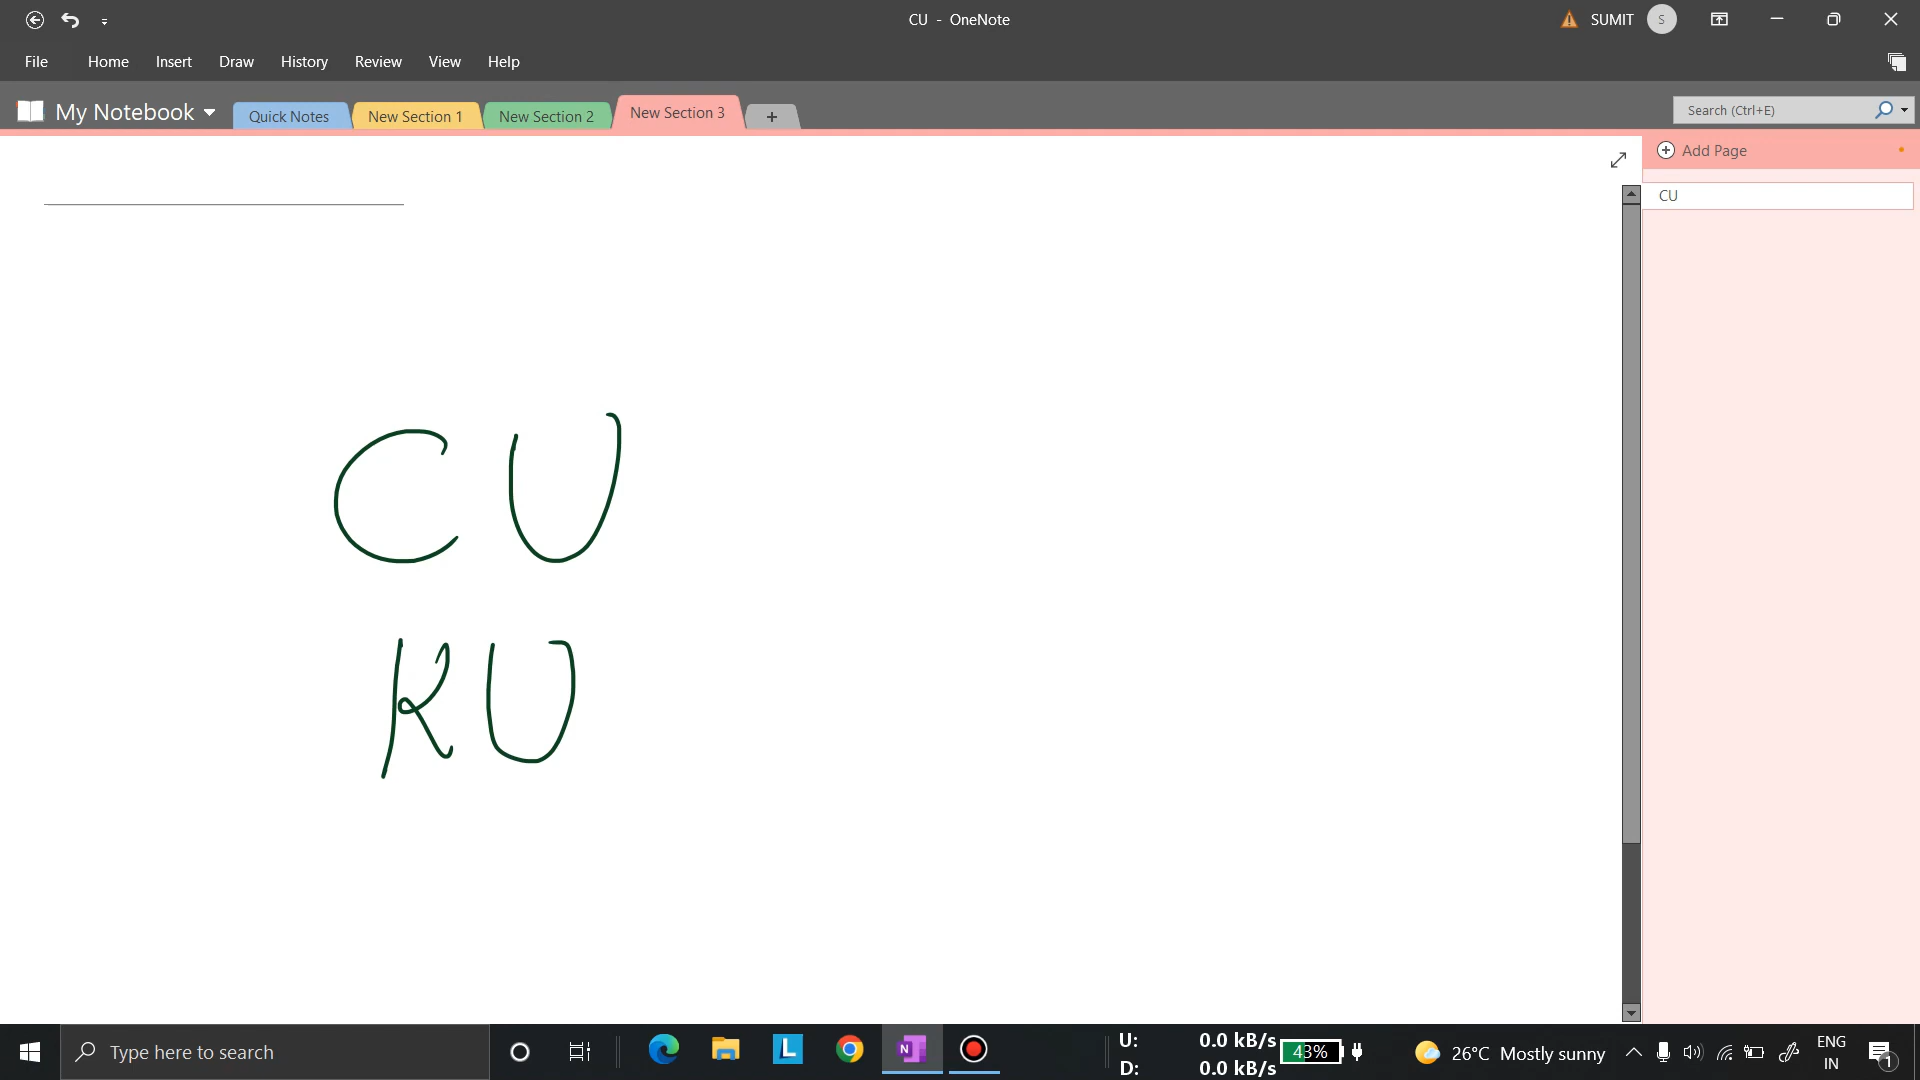 CU - OneNote
SUMIT
S
File Home Insert Draw History Review View Help
My Notebook
Quick Notes
New Section 1
New Section 2
New Section 3
+
Search (Ctrl+E)
Add Page
CU
CU
KU
Type here to search
L
N
U: 0.0 kB/s
D: 0.0 kB/s
43%
26°C Mostly sunny
ENG
IN
1